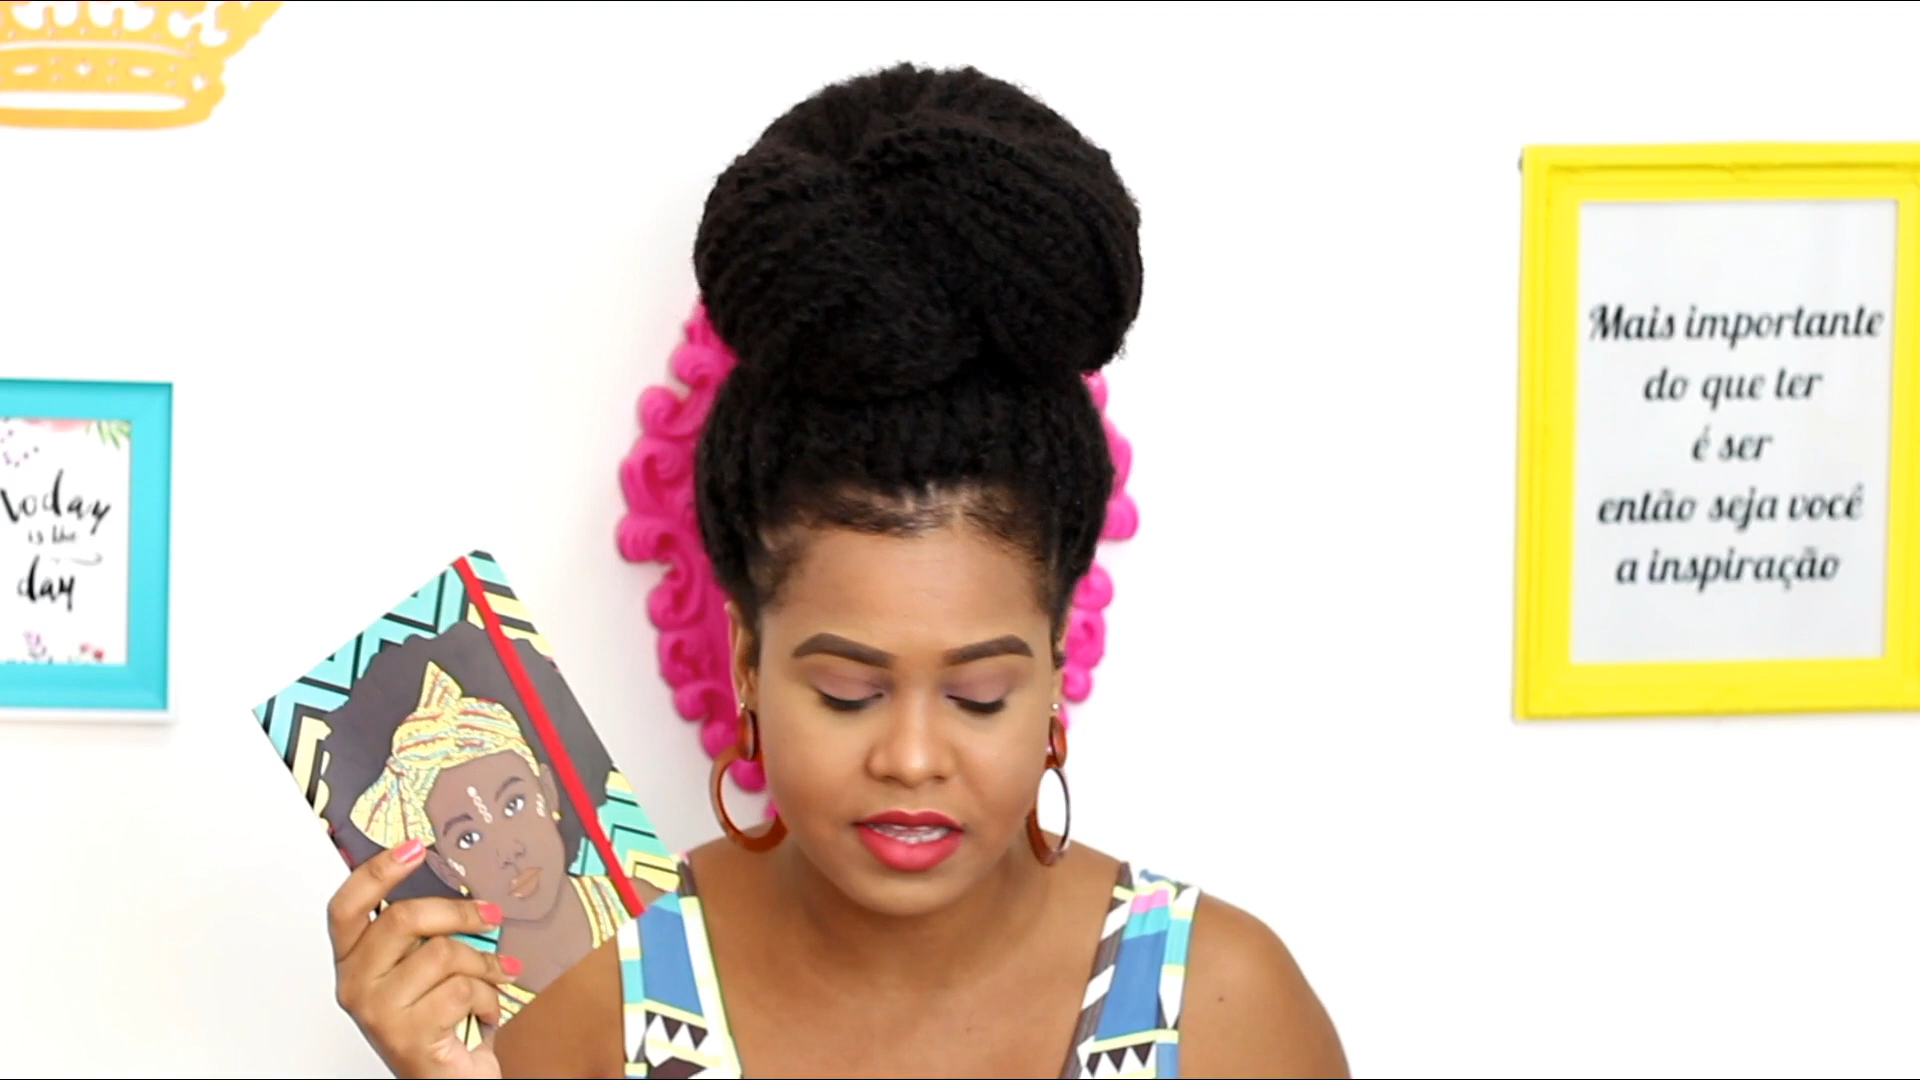 today
is the
day
Mais importante
do que ter
é ser
então seja você
a inspiração